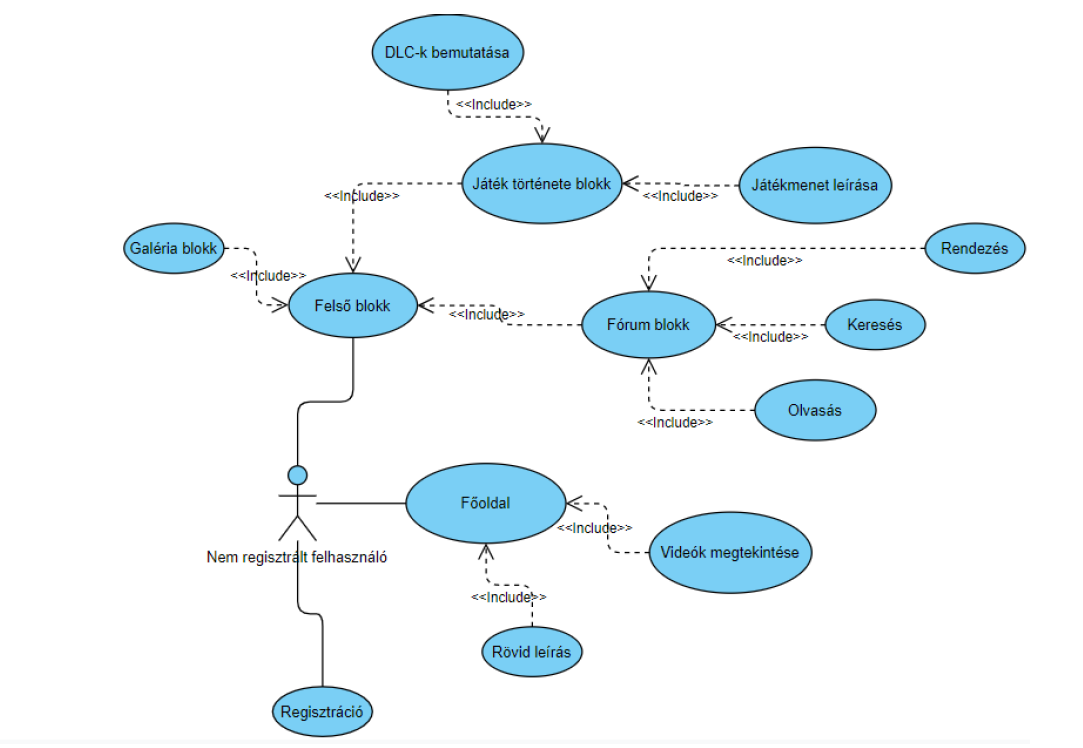 DLC-k bemutatása
<<Include>>
Játék története blokk
<<Include>>
Játékmenet leírása
<<Include>>
Galéria blokk
<<Include>>
Felső blokk
<<Include>>
Fórum blokk
<<Include>>
Rendezés
<<Include>>
Keresés
<<Include>>
Olvasás
<<Include>>
Nem regisztrált felhasználó
Főoldal
<<Include>>
Videók megtekintése
<<Include>>
Rövid leírás
Regisztráció